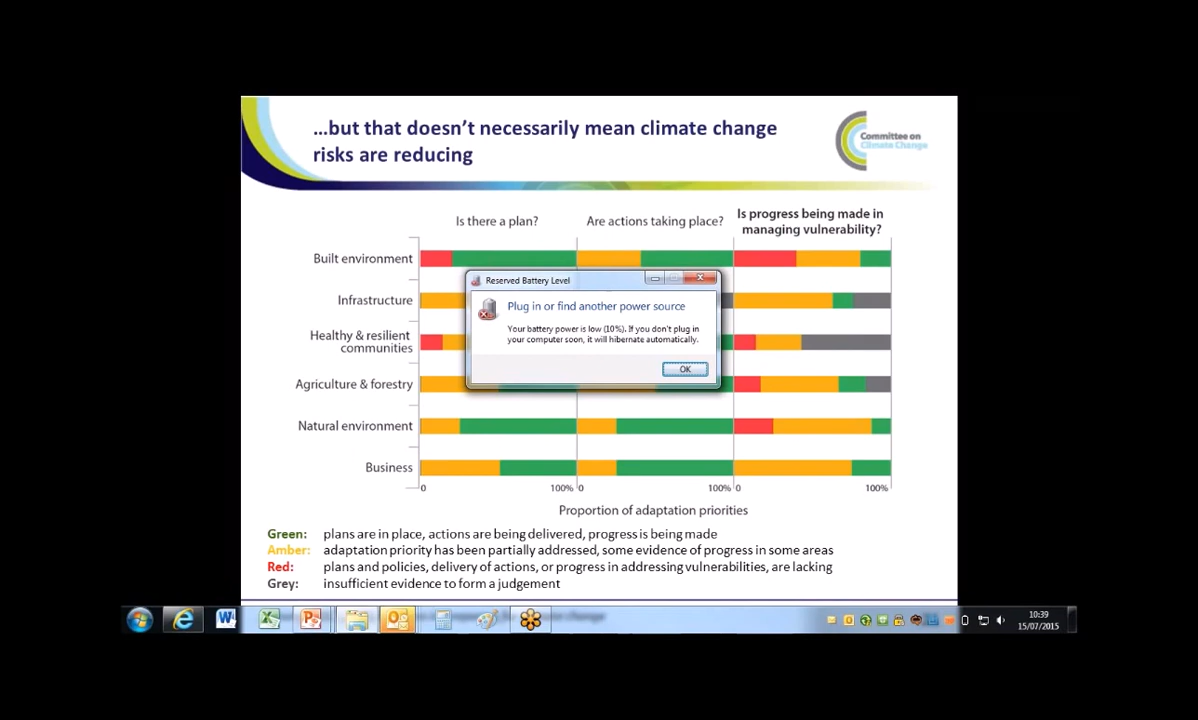 ...but that doesn't necessarily mean climate change
risks are reducing
Committee on
Climate Change
Is there a plan?
Are actions taking place?
Is progress being made in
managing vulnerability?
Built environment
Infrastructure
Healthy & resilient
communities
Agriculture & forestry
Natural environment
Business
Reserved Battery Level
Plug in or find another power source
Your battery power is low (10%). If you don't plug in
your computer soon, it will hibernate automatically.
OK
0 100% 0 100% 0 100%
Proportion of adaptation priorities
Green: plans are in place, actions are being delivered, progress is being made
Amber: adaptation priority has been partially addressed, some evidence of progress in some areas
Red: plans and policies, delivery of actions, or progress in addressing vulnerabilities, are lacking
Grey: insufficient evidence to form a judgement
10:39
15/07/2015